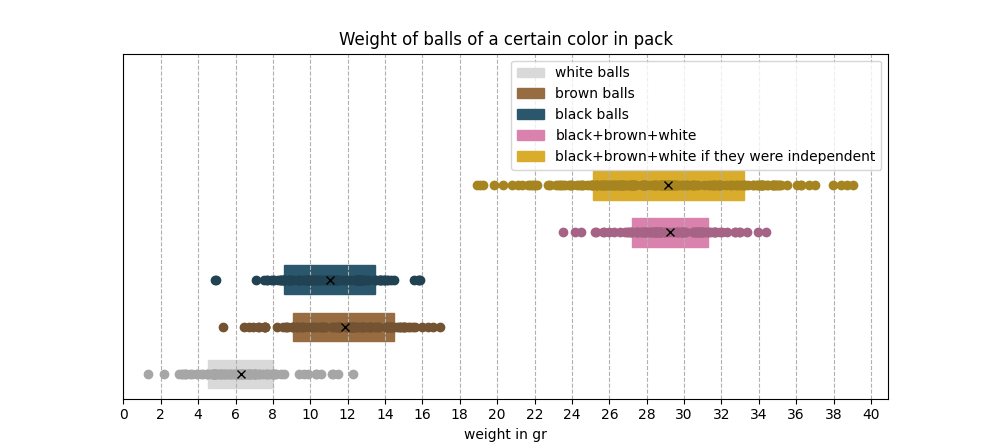 Weight of balls of a certain color in pack
white balls
brown balls
black balls
black+brown+white
black+brown+white if they were independent
0 2 4 6 8 10 12 14 16 18 20 22 24 26 28 30 32 34 36 38 40
weight in gr